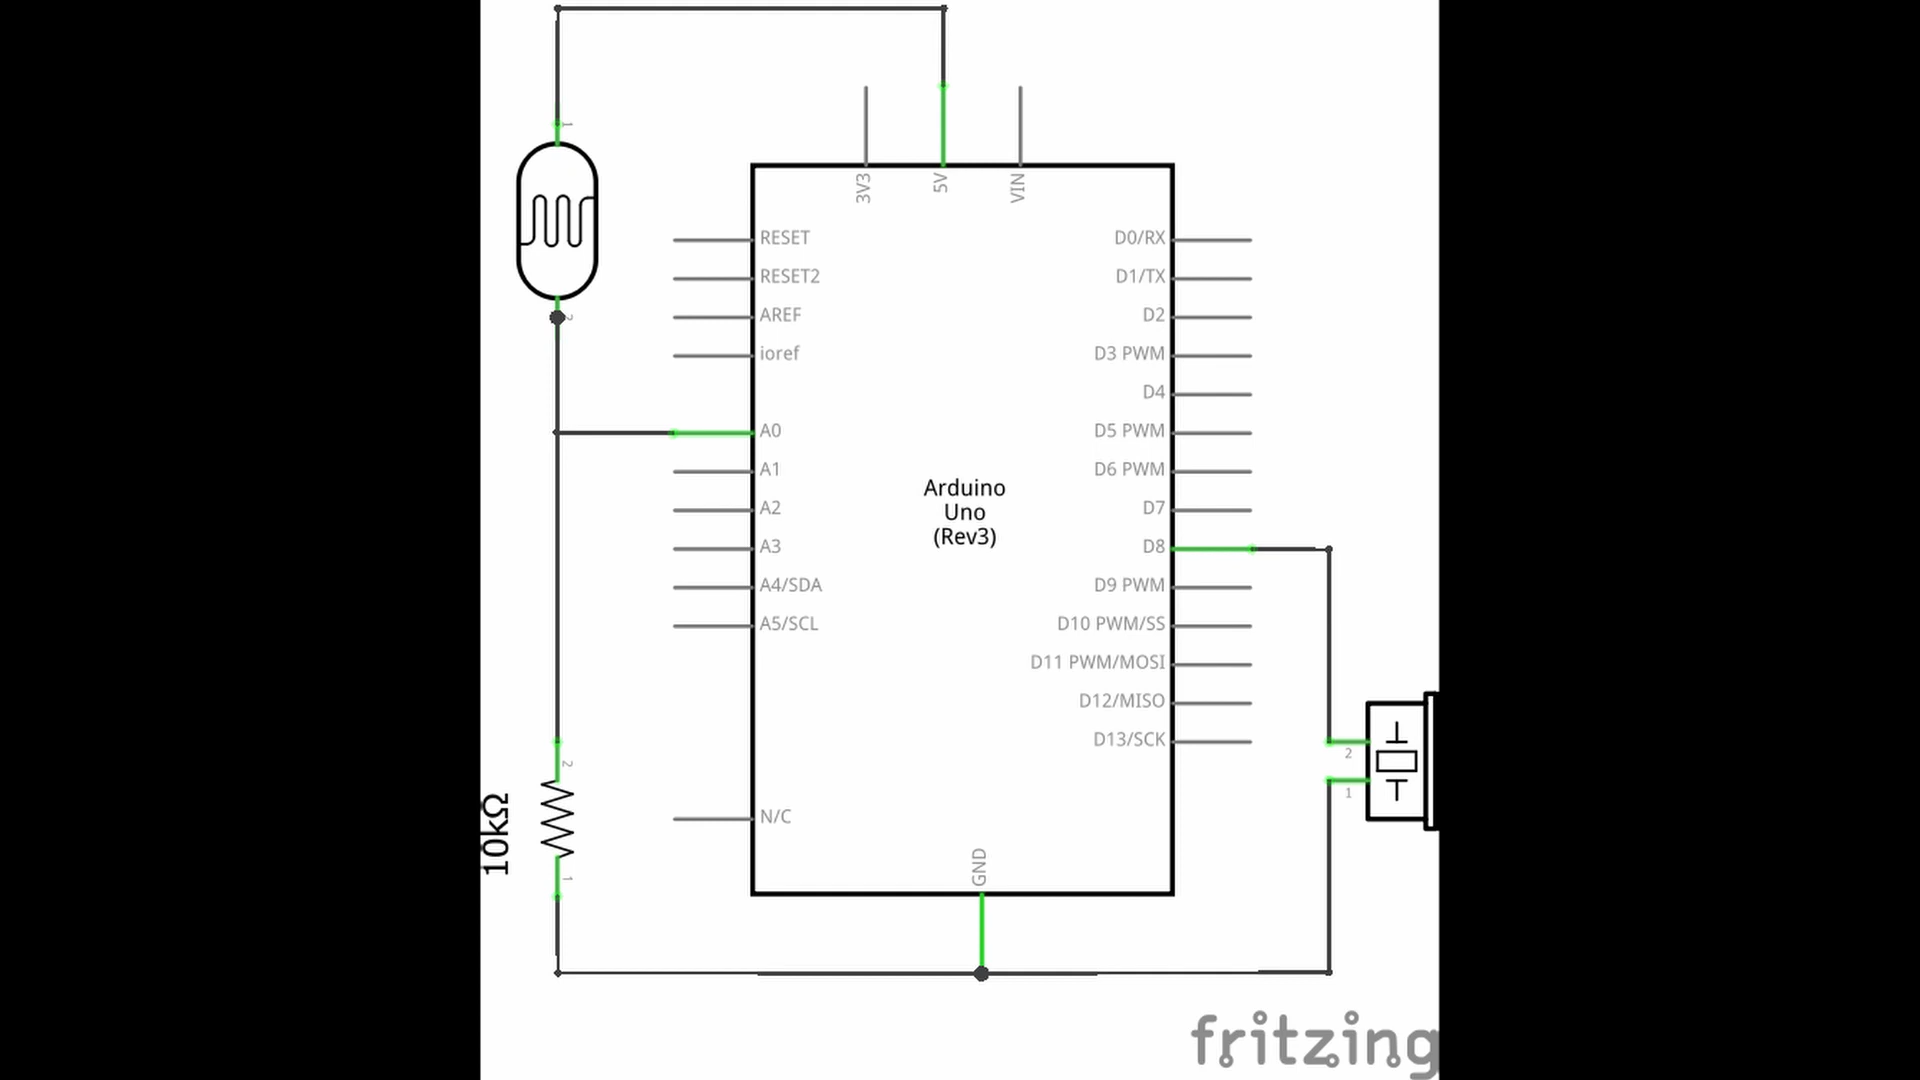 1
3V3
5V
VIN
RESET
D0/RX
RESET2
D1/TX
2
AREF
D2
ioref
D3 PWM
D4
A0
D5 PWM
A1
D6 PWM
Arduino
Uno
(Rev3)
A2
D7
A3
D8
A4/SDA
D9 PWM
A5/SCL
D10 PWM/SS
D11 PWM/MOSI
D12/MISO
D13/SCK
2
2
1
10kΩ
N/C
1
GND
fritzing